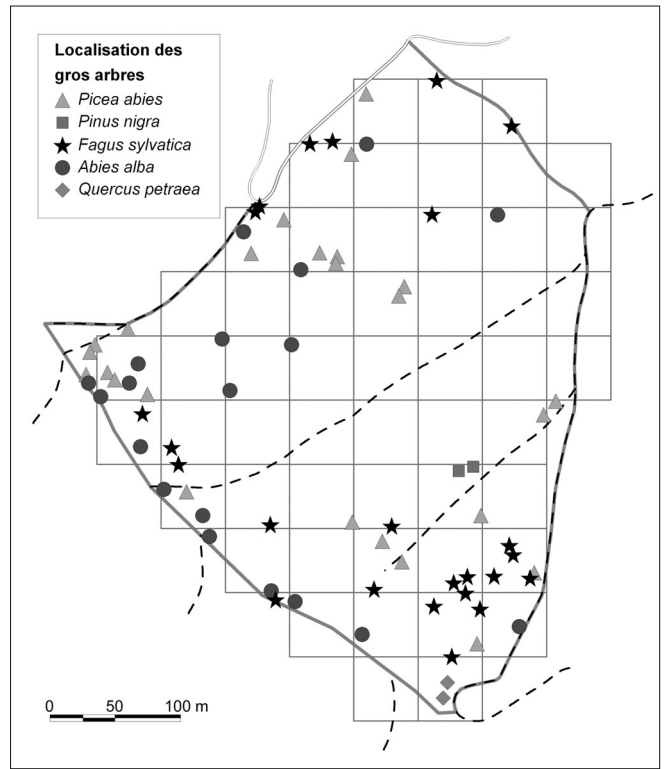 Localisation des
gros arbres
Picea abies
Pinus nigra
Fagus sylvatica
Abies alba
Quercus petraea
0 50 100 m